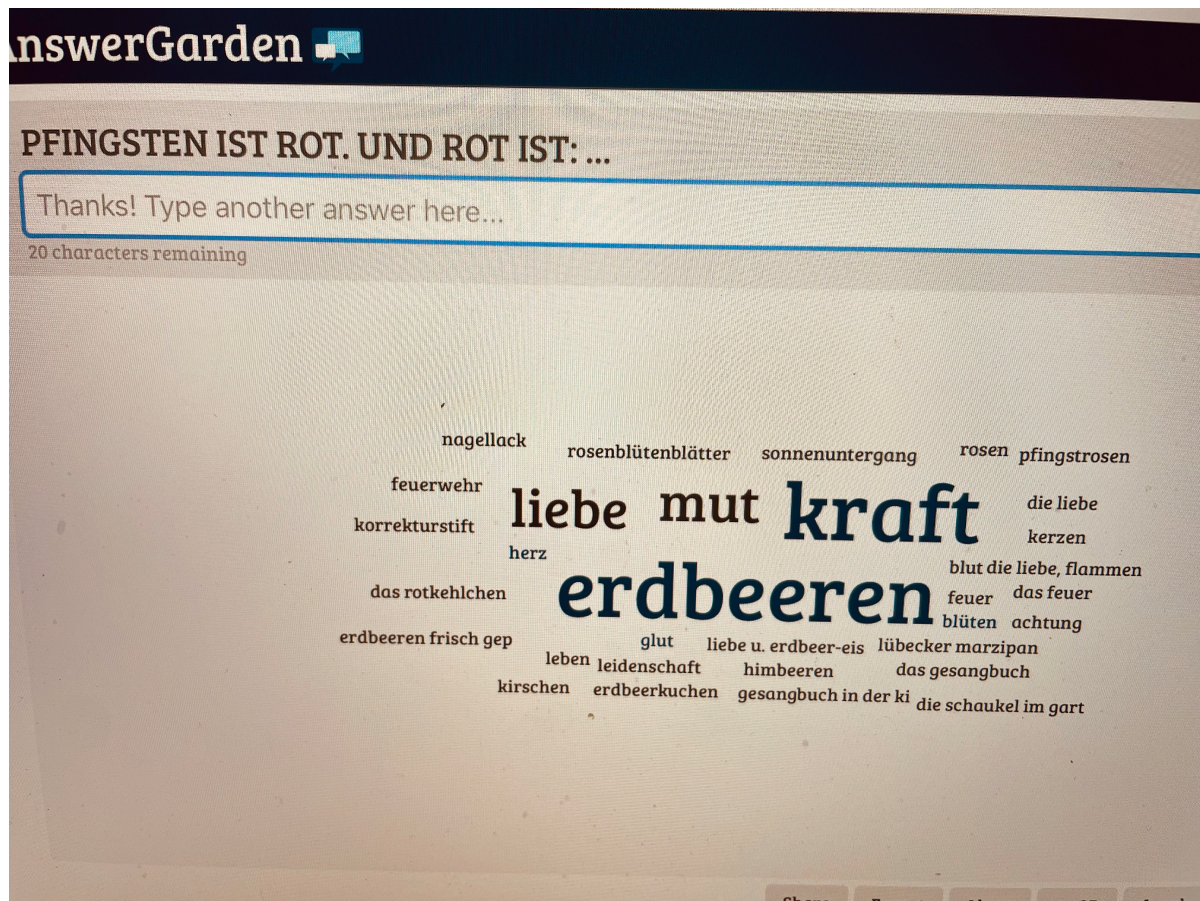 AnswerGarden
PFINGSTEN IST ROT. UND ROT IST: ...
Thanks! Type another answer here...
20 characters remaining
nagellack rosenblütenblätter sonnenuntergang rosen pfingstrosen
feuerwehr liebe mut kraft die liebe
korrekturstift kerzen
herz erdbeeren blut die liebe, flammen
das rotkehlchen feuer das feuer
blüten achtung
erdbeeren frisch gep glut liebe u. erdbeer-eis lübecker marzipan
leben leidenschaft himbeeren das gesangbuch
kirschen erdbeerkuchen gesangbuch in der ki die schaukel im gart